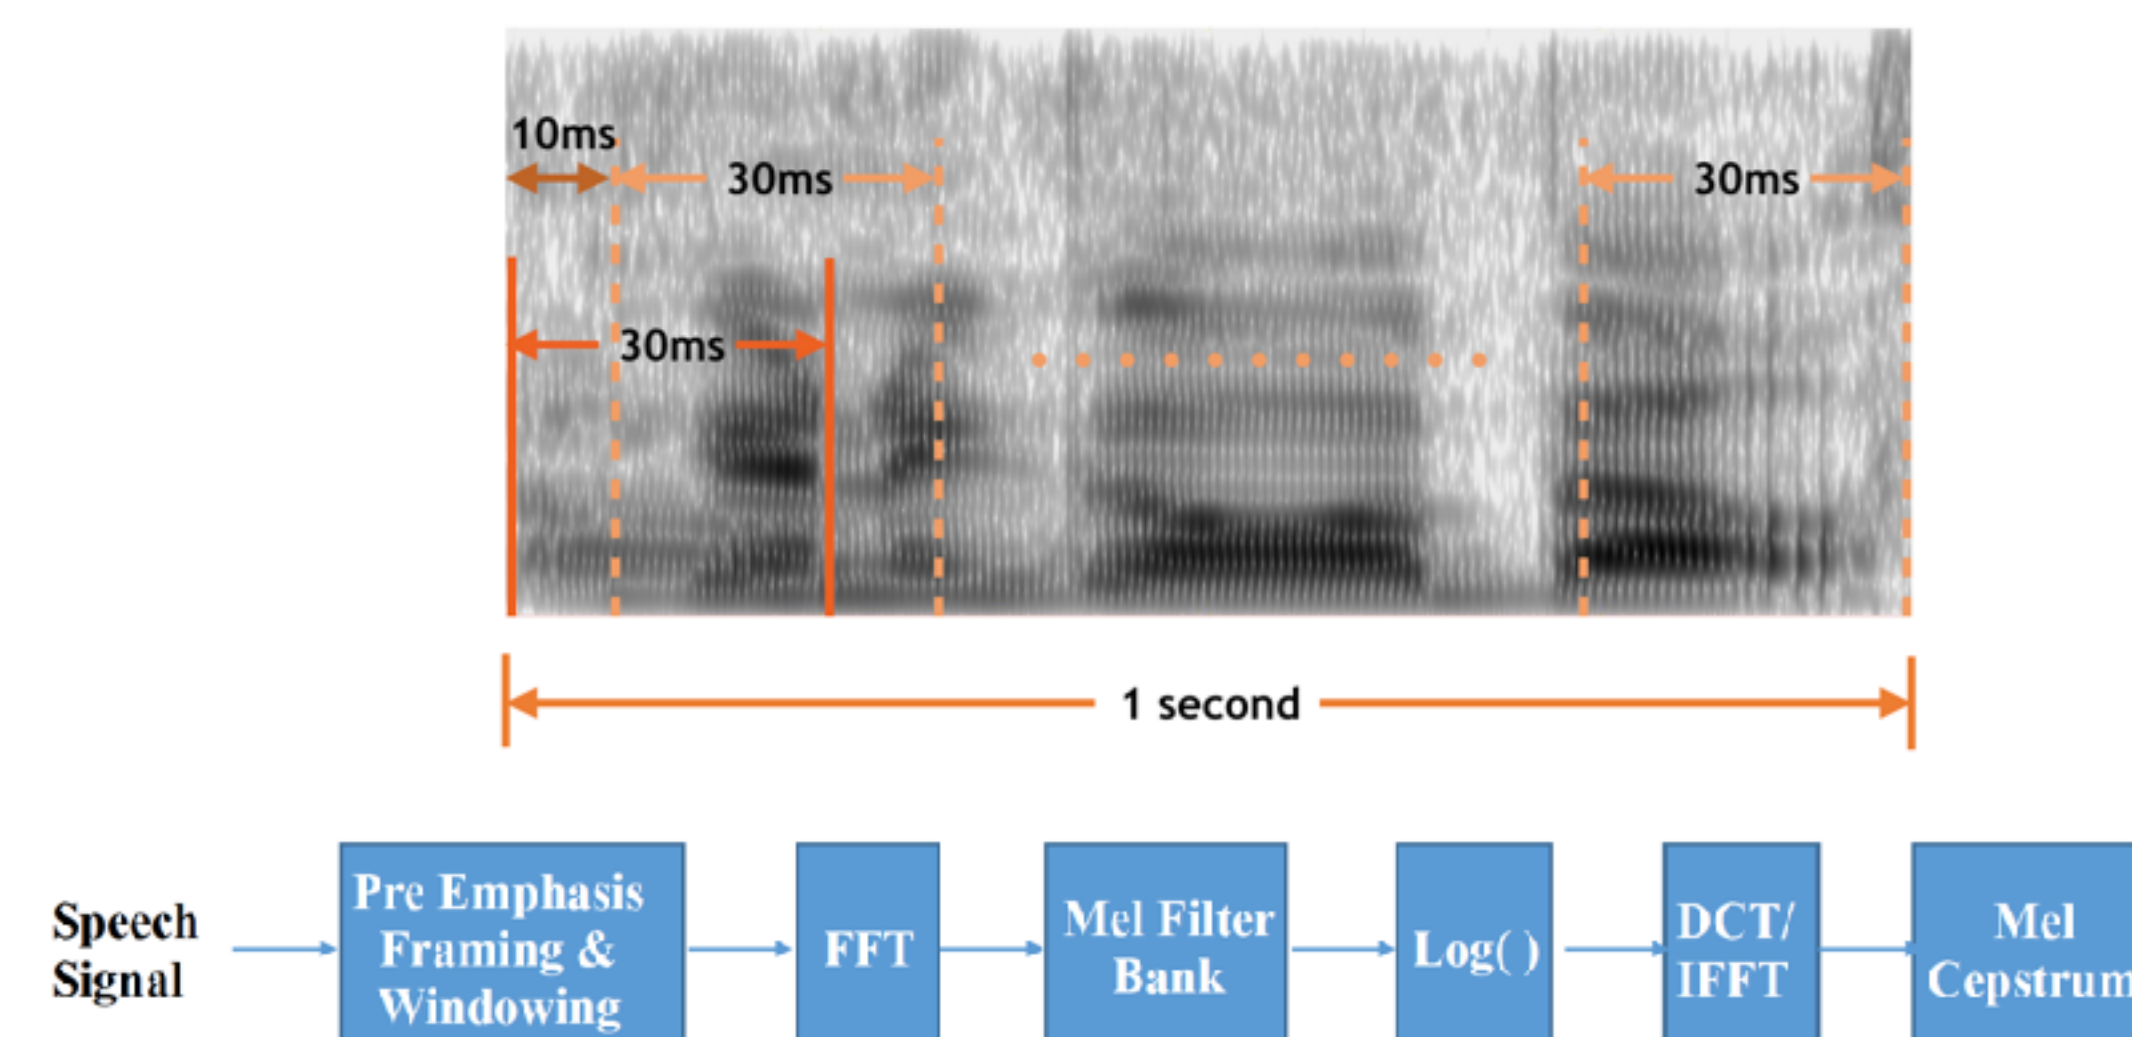 10ms
30ms
30ms
30ms
1 second
Speech
Signal
Pre Emphasis
Framing &
Windowing
FFT
Mel Filter
Bank
Log( )
DCT/
IFFT
Mel
Cepstrum